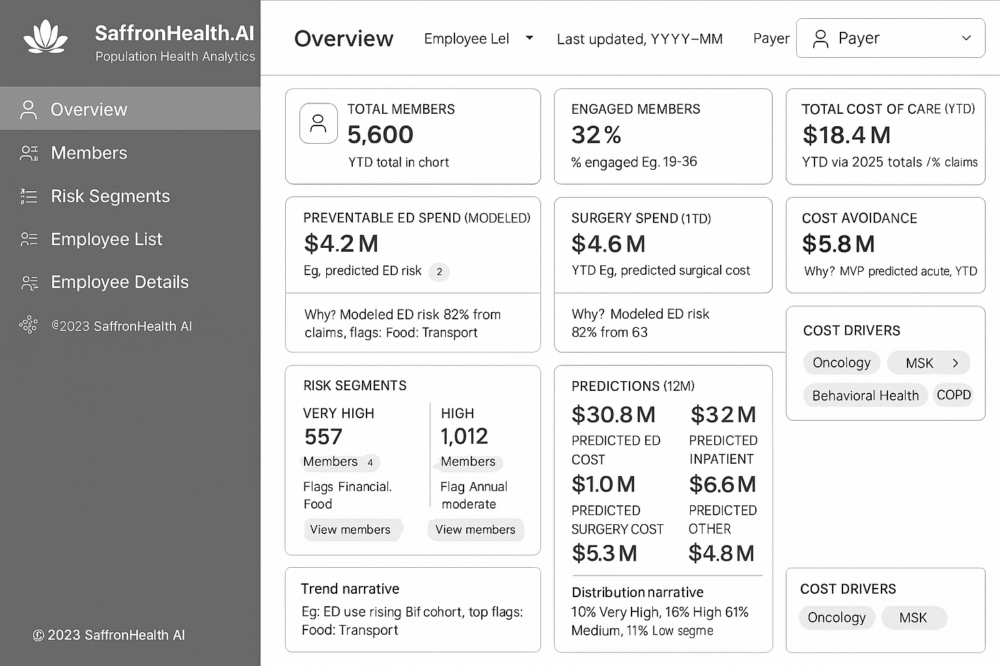 SaffronHealth.AI
Population Health Analytics
Overview
Members
Risk Segments
Employee List
Employee Details
©2023 SaffronHealth AI
© 2023 SaffronHealth AI
Overview
Employee Lel
Last updated, YYYY–MM
Payer
Payer
TOTAL MEMBERS
5,600
YTD total in chort
ENGAGED MEMBERS
32%
% engaged Eg. 19-36
TOTAL COST OF CARE (YTD)
$18.4 M
YTD via 2025 totals /% claims
PREVENTABLE ED SPEND (MODELED)
$4.2 M
Eg, predicted ED risk 2
Why? Modeled ED risk 82% from
claims, flags: Food: Transport
SURGERY SPEND (1TD)
$4.6 M
YTD Eg, predicted surgical cost
Why? Modeled ED risk
82% from 63
COST AVOIDANCE
$5.8 M
Why? MVP predicted acute, YTD
COST DRIVERS
Oncology
MSK >
Behavioral Health
COPD
RISK SEGMENTS
VERY HIGH
557
Members 4
Flags Financial.
Food
View members
HIGH
1,012
Members
Flag Annual
moderate
View members
PREDICTIONS (12M)
$30.8 M $32 M
PREDICTED ED
COST
PREDICTED
INPATIENT
$1.0 M $6.6 M
PREDICTED
SURGERY COST
PREDICTED
OTHER
$5.3 M $4.8 M
Distribution narrative
10% Very High, 16% High 61%
Medium, 11% Low segme
Trend narrative
Eg: ED use rising Bif cohort, top flags:
Food: Transport
COST DRIVERS
Oncology
MSK